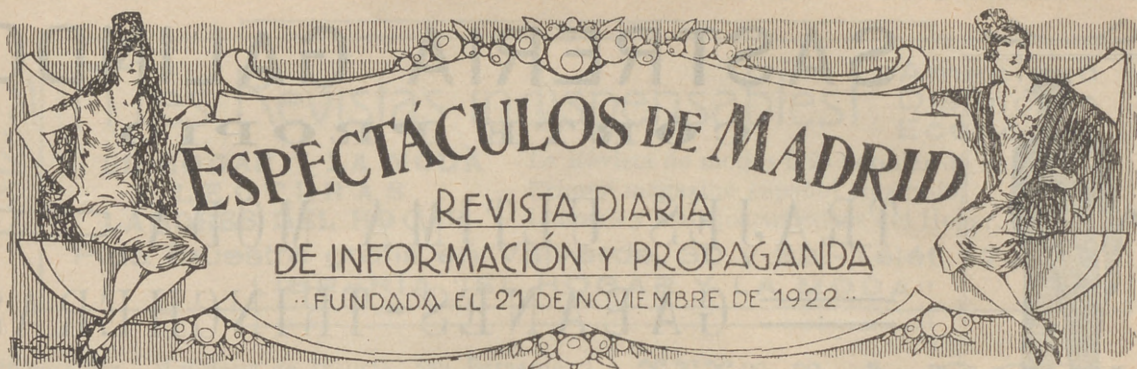 ESPECTÁCULOS DE MADRID
REVISTA DIARIA
DE INFORMACIÓN Y PROPAGANDA
·· FUNDADA EL 21 DE NOVIEMBRE DE 1922 ··